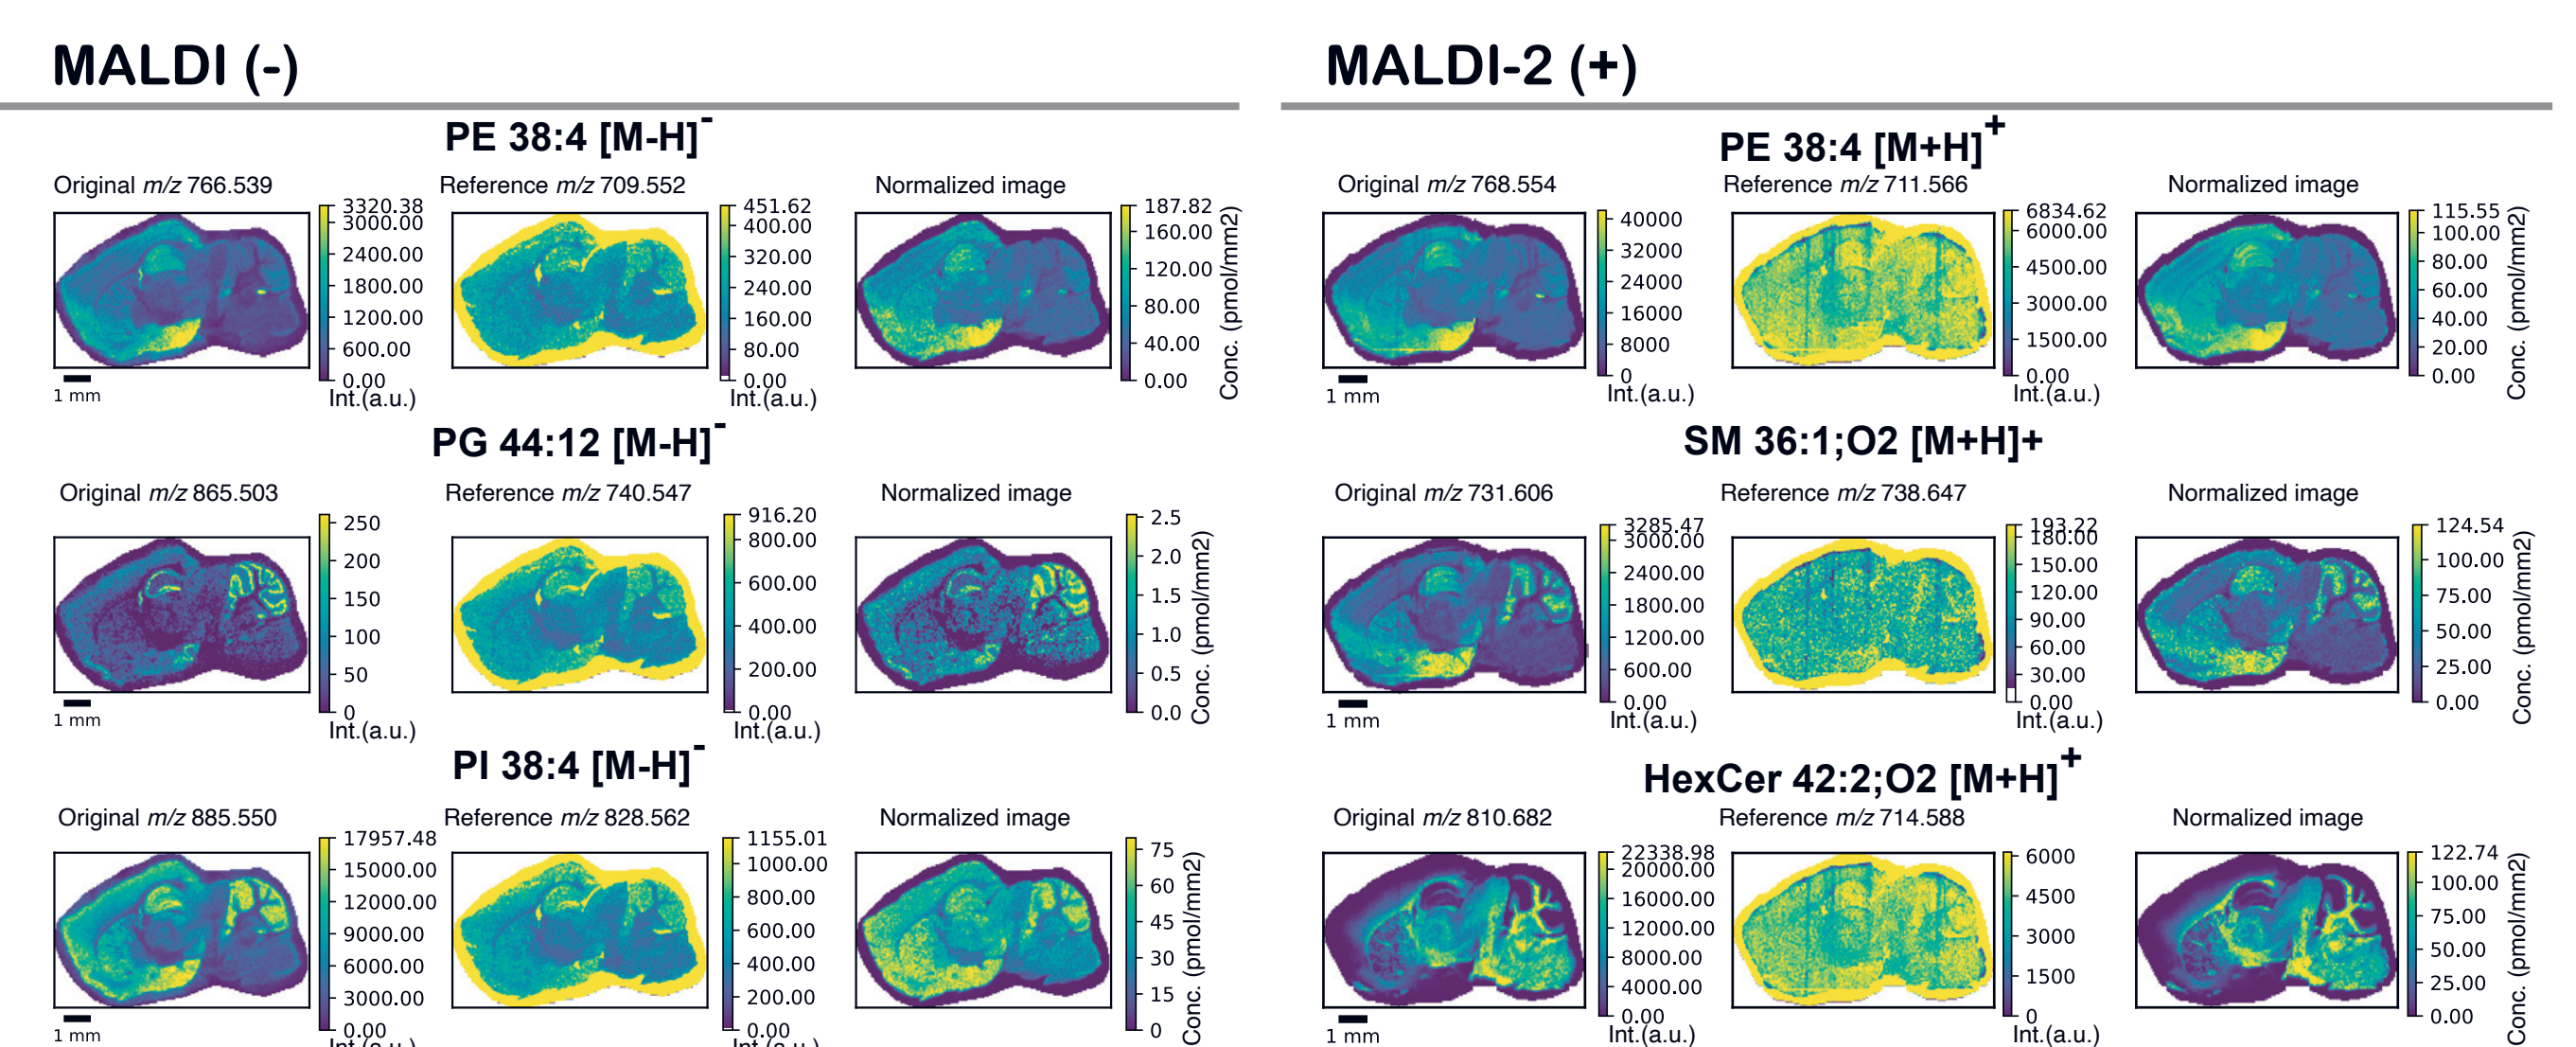 MALDI (-)
PE 38:4 [M-H]-
Original m/z 766.539
3320.38
3000.00
2400.00
1800.00
1200.00
600.00
0.00
Int.(a.u.)
1 mm
Reference m/z 709.552
451.62
400.00
320.00
240.00
160.00
80.00
0.00
Int.(a.u.)
Normalized image
187.82
160.00
120.00
80.00
40.00
0.00
Conc. (pmol/mm2)
PG 44:12 [M-H]-
Original m/z 865.503
250
200
150
100
50
0
Int.(a.u.)
1 mm
Reference m/z 740.547
916.20
800.00
600.00
400.00
200.00
0.00
Int.(a.u.)
Normalized image
2.5
2.0
1.5
1.0
0.5
0.0
Conc. (pmol/mm2)
PI 38:4 [M-H]-
Original m/z 885.550
17957.48
15000.00
12000.00
9000.00
6000.00
3000.00
0.00
Int.(a.u.)
1 mm
Reference m/z 828.562
1155.01
1000.00
800.00
600.00
400.00
200.00
0.00
Int.(a.u.)
Normalized image
75
60
45
30
15
0
Conc. (pmol/mm2)
MALDI-2 (+)
PE 38:4 [M+H]+
Original m/z 768.554
40000
32000
24000
16000
8000
0
Int.(a.u.)
1 mm
Reference m/z 711.566
6834.62
6000.00
4500.00
3000.00
1500.00
0.00
Int.(a.u.)
Normalized image
115.55
100.00
80.00
60.00
40.00
20.00
0.00
Conc. (pmol/mm2)
SM 36:1;O2 [M+H]+
Original m/z 731.606
3285.47
3000.00
2400.00
1800.00
1200.00
600.00
0.00
Int.(a.u.)
1 mm
Reference m/z 738.647
193.22
180.00
150.00
120.00
90.00
60.00
30.00
0.00
Int.(a.u.)
Normalized image
124.54
100.00
75.00
50.00
25.00
0.00
Conc. (pmol/mm2)
HexCer 42:2;O2 [M+H]+
Original m/z 810.682
22338.98
20000.00
16000.00
12000.00
8000.00
4000.00
0.00
Int.(a.u.)
1 mm
Reference m/z 714.588
6000
4500
3000
1500
0
Int.(a.u.)
Normalized image
122.74
100.00
75.00
50.00
25.00
0.00
Conc. (pmol/mm2)